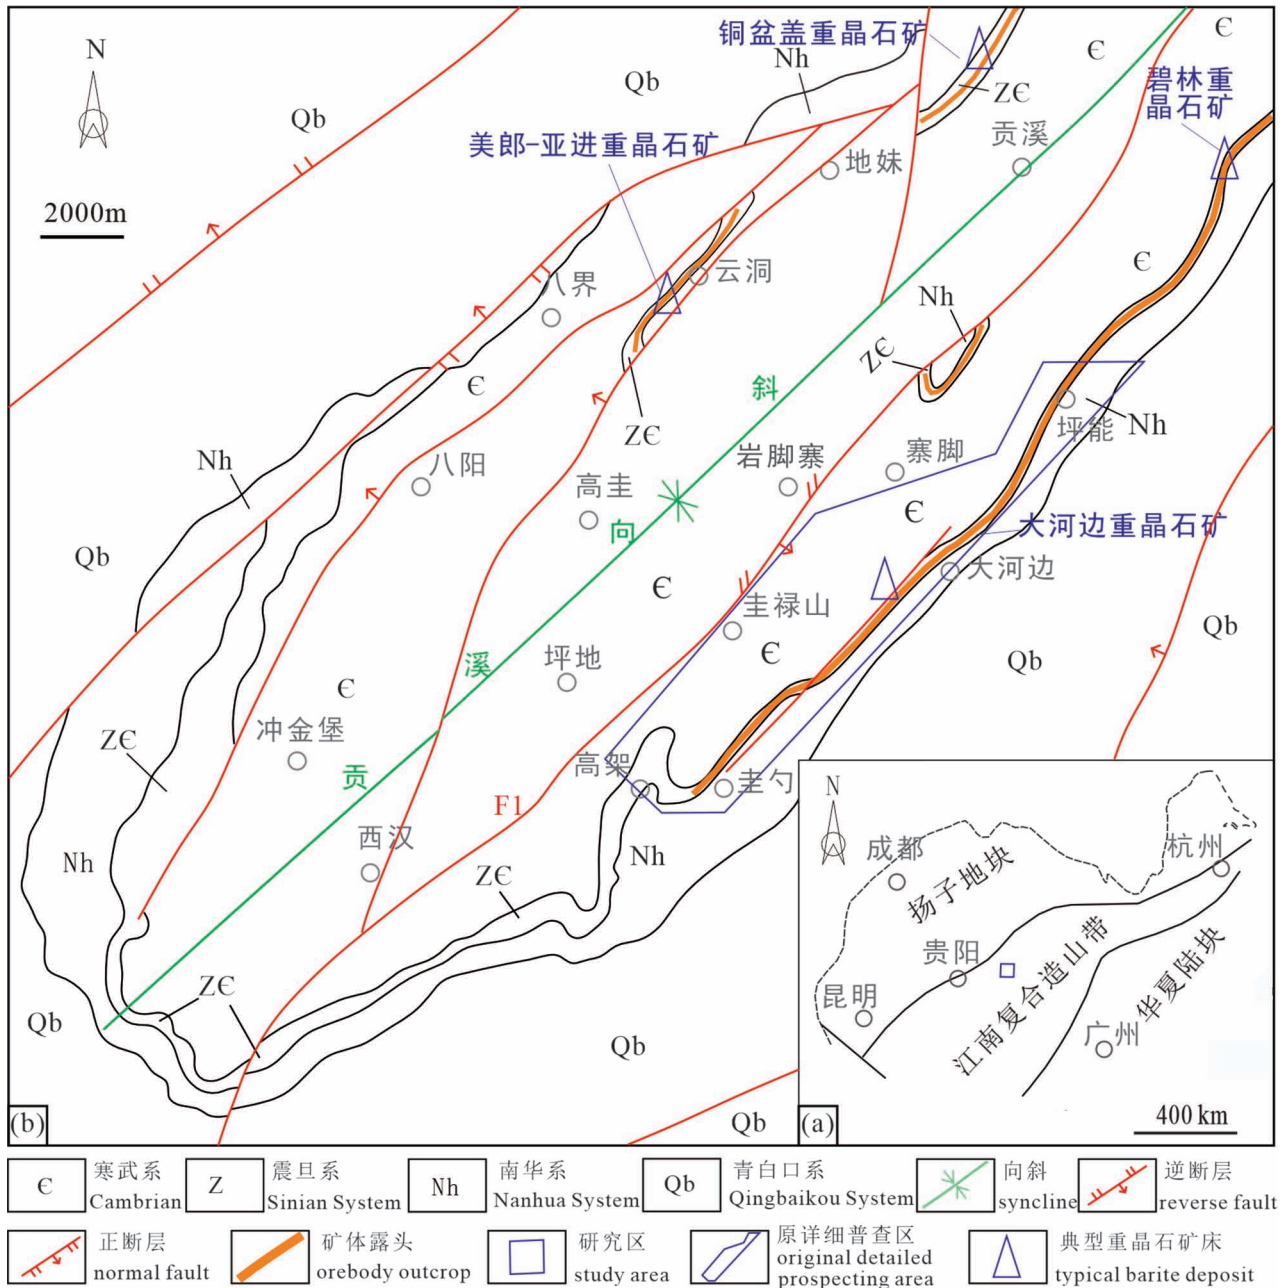 铜盆盖重晶石矿
Є
Є
N
Qb
Nh
碧林重
晶石矿
ZЄ
Qb
美郎-亚进重晶石矿
贡溪
地妹
2000m
云洞
Є
八界
Nh
ZЄ
Є
斜
ZЄ
坪能
Nh
Nh
八阳
岩脚寨
寨脚
高圭
Є
向
大河边重晶石矿
Qb
大河边
Є
圭禄山
Qb
Є
溪
坪地
Qb
Є
冲金堡
ZЄ
贡
高架
圭勺
F1
西汉
Nh
Nh
ZЄ
ZЄ
Qb
Qb
Qb
(b)
N
成都
杭州
扬子地块
贵阳
江南复合造山带
华夏陆块
昆明
广州
(a)
400 km
Є
寒武系
Cambrian
Z
震旦系
Sinian System
Nh
南华系
Nanhua System
Qb
青白口系
Qingbaikou System
向斜
syncline
逆断层
reverse fault
正断层
normal fault
矿体露头
orebody outcrop
研究区
study area
原详细普查区
original detailed
prospecting area
典型重晶石矿床
typical barite deposit